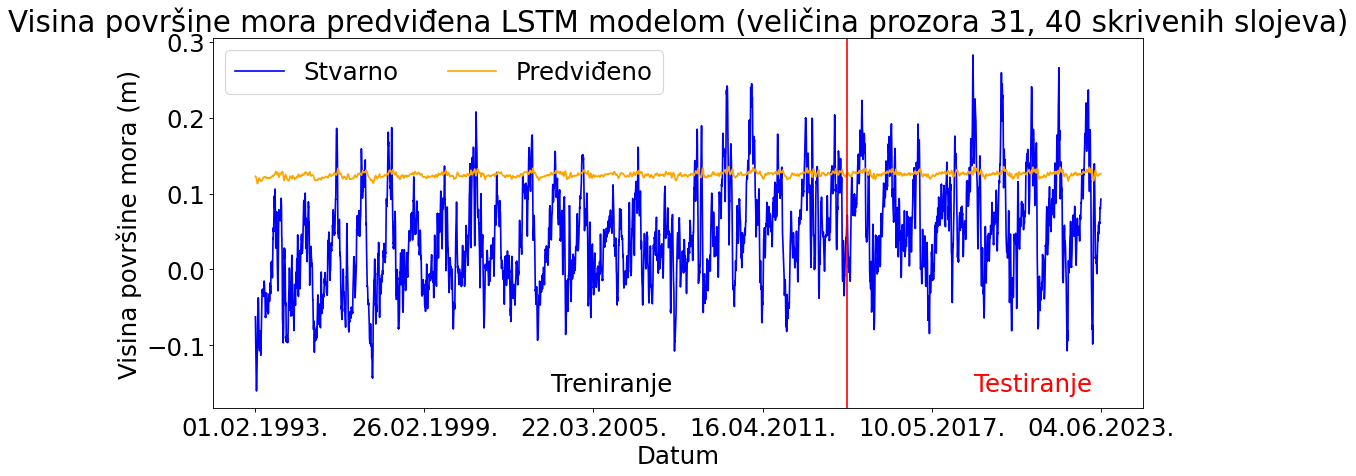 Visina površine mora predviđena LSTM modelom (veličina prozora 31, 40 skrivenih slojeva)
Stvarno
Predviđeno
Visina površine mora (m)
0.3
0.2
0.1
0.0
−0.1
Treniranje
Testiranje
01.02.1993.
26.02.1999.
22.03.2005.
16.04.2011.
10.05.2017.
04.06.2023.
Datum